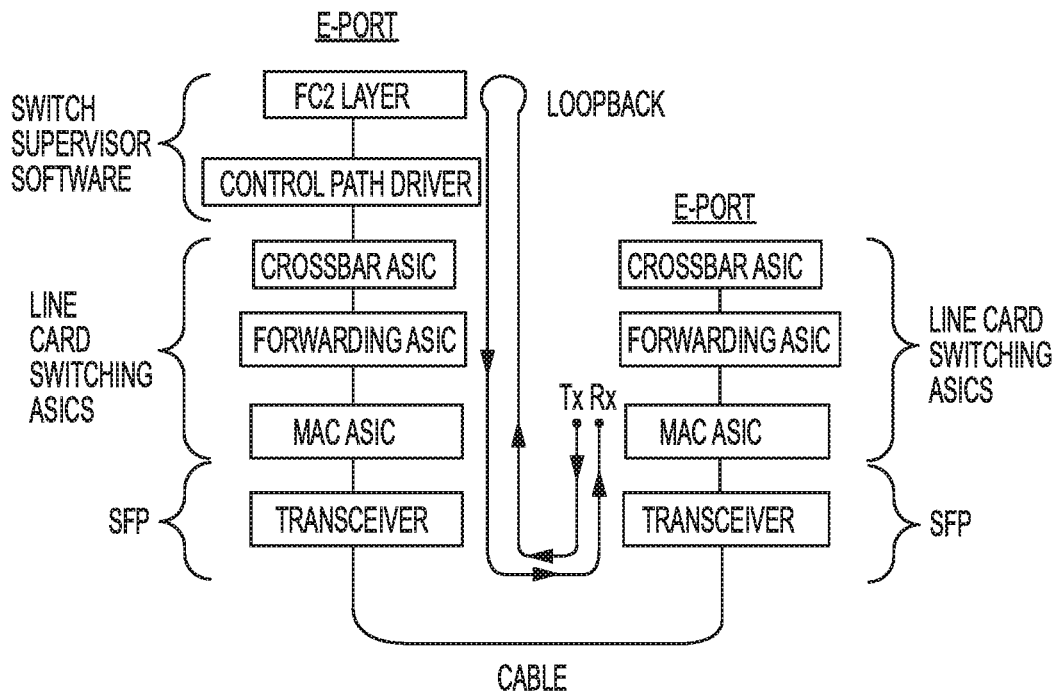 E-PORT
FC2 LAYER
LOOPBACK
SWITCH
SUPERVISOR
SOFTWARE
CONTROL PATH DRIVER
E-PORT
CROSSBAR ASIC
CROSSBAR ASIC
LINE
CARD
SWITCHING
ASICS
FORWARDING ASIC
FORWARDING ASIC
LINE CARD
SWITCHING
ASICS
Tx Rx
MAC ASIC
MAC ASIC
SFP
TRANSCEIVER
TRANSCEIVER
SFP
CABLE